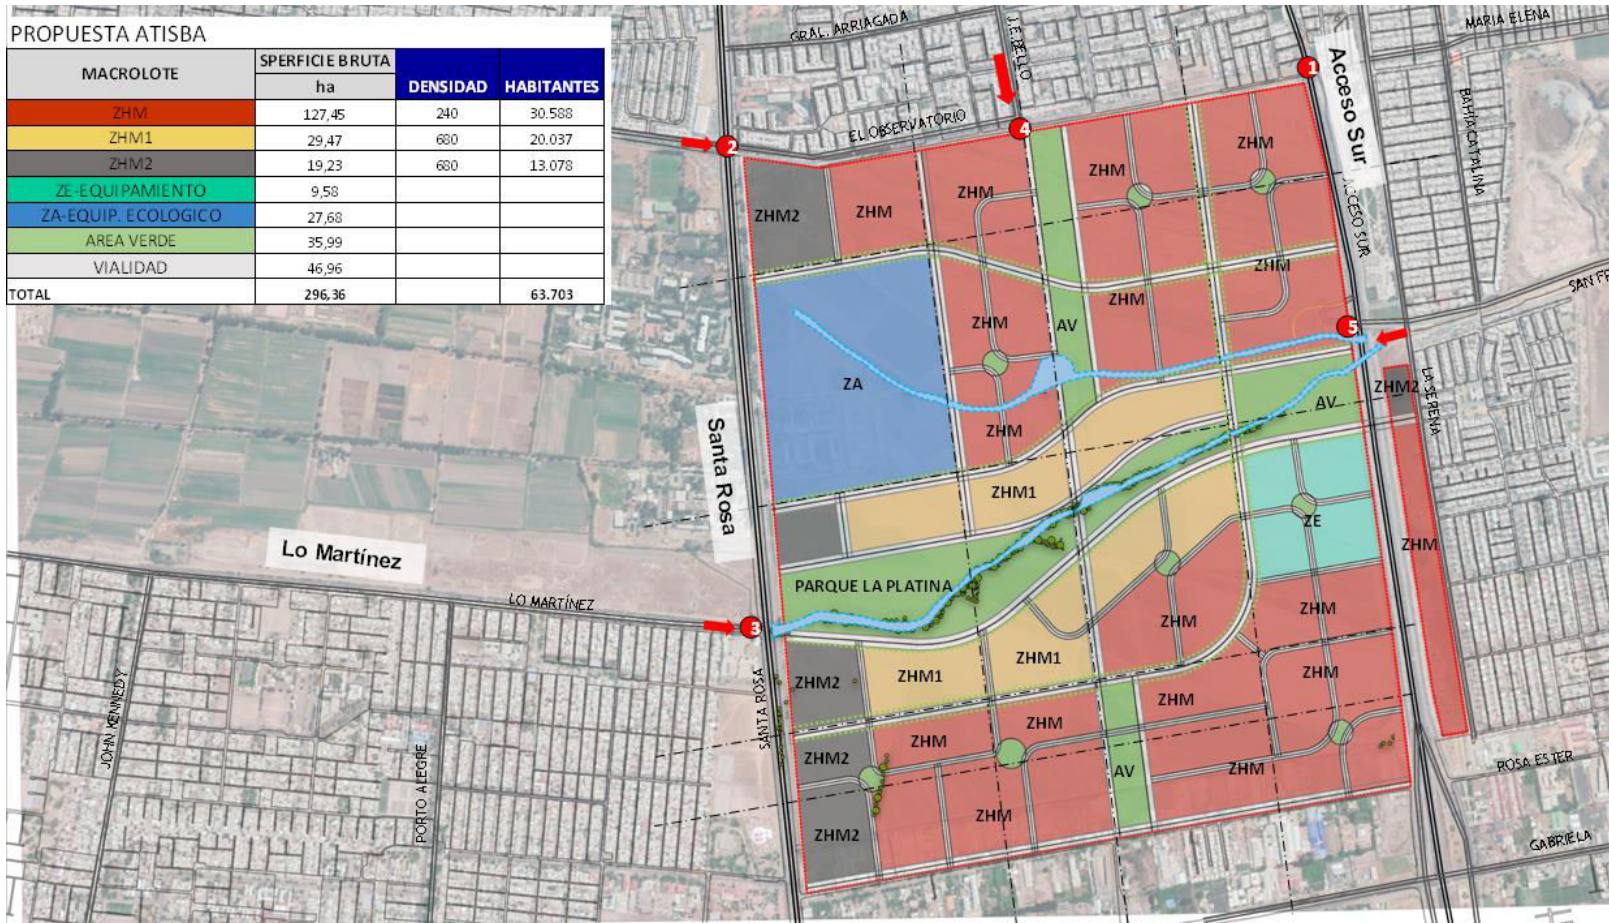 PROPUESTA ATISBA
MACROLOTE SPERFICIE BRUTA DENSIDAD HABITANTES
ha
ZHM 127,45 240 30.588
ZHM1 29,47 680 20.037
ZHM2 19,23 680 13.078
ZE-EQUIPAMIENTO 9,58
ZA-EQUIP. ECOLOGICO 27,68
AREA VERDE 35,99
VIALIDAD 46,96
TOTAL 296,36 63.703
GRAL. ARRIAGADA
J.F. BELLO
MARIA ELENA
Acceso Sur
1
BAHIA CATALINA
EL OBSERVATORIO
4
2
ZHM
ZHM
ZHM
ZHM2
ZHM
ACCESO SUR
ZHM
SAN FR
ZHM
ZHM
AV
5
ZA
ZHM2
LA SERENA
AV
Santa Rosa
ZHM
ZHM1
ZE
ZHM
Lo Martínez
PARQUE LA PLATINA
LO MARTÍNEZ
3
ZHM
ZHM
ZHM1
ZHM1
ZHM2
ZHM
JOHN KENNEDY
SANTA ROSA
ZHM
ZHM
ZHM
ZHM2
PORTO ALEGRE
AV
ZHM
ROSA ESTER
ZHM
ZHM2
GABRIELA